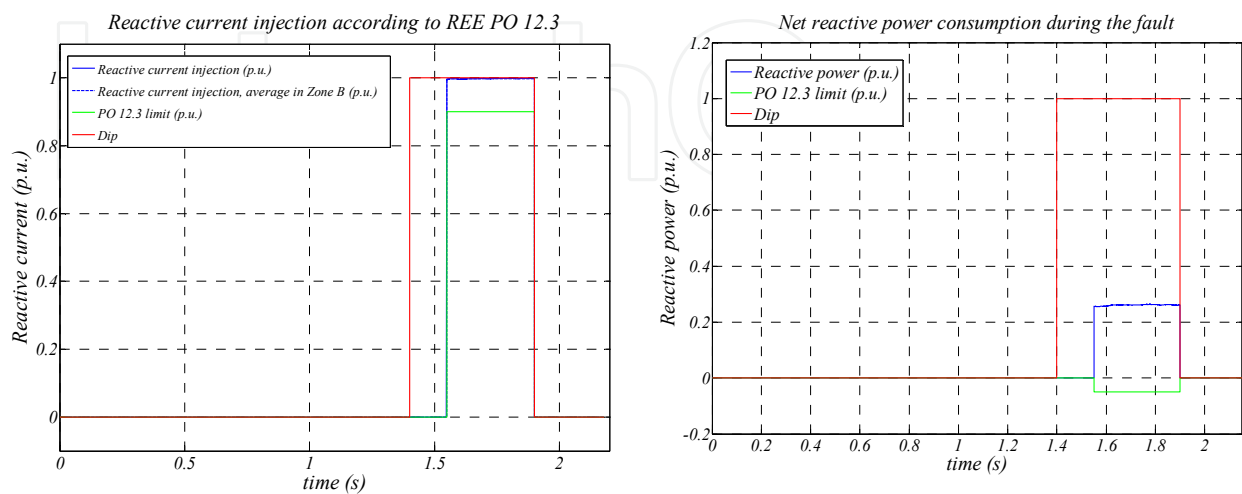 Reactive current injection according to REE PO 12.3
Reactive current injection (p.u.)
Reactive current injection, average in Zone B (p.u.)
PO 12.3 limit (p.u.)
Dip
Reactive current (p.u.)
1
0.8
0.6
0.4
0.2
0
0 0.5 1 1.5 2
time (s)
Net reactive power consumption during the fault
Reactive power (p.u.)
PO 12.3 limit (p.u.)
Dip
Reactive power (p.u.)
1.2
1
0.8
0.6
0.4
0.2
0
-0.2
0 0.2 0.4 0.6 0.8 1 1.2 1.4 1.6 1.8 2
time (s)